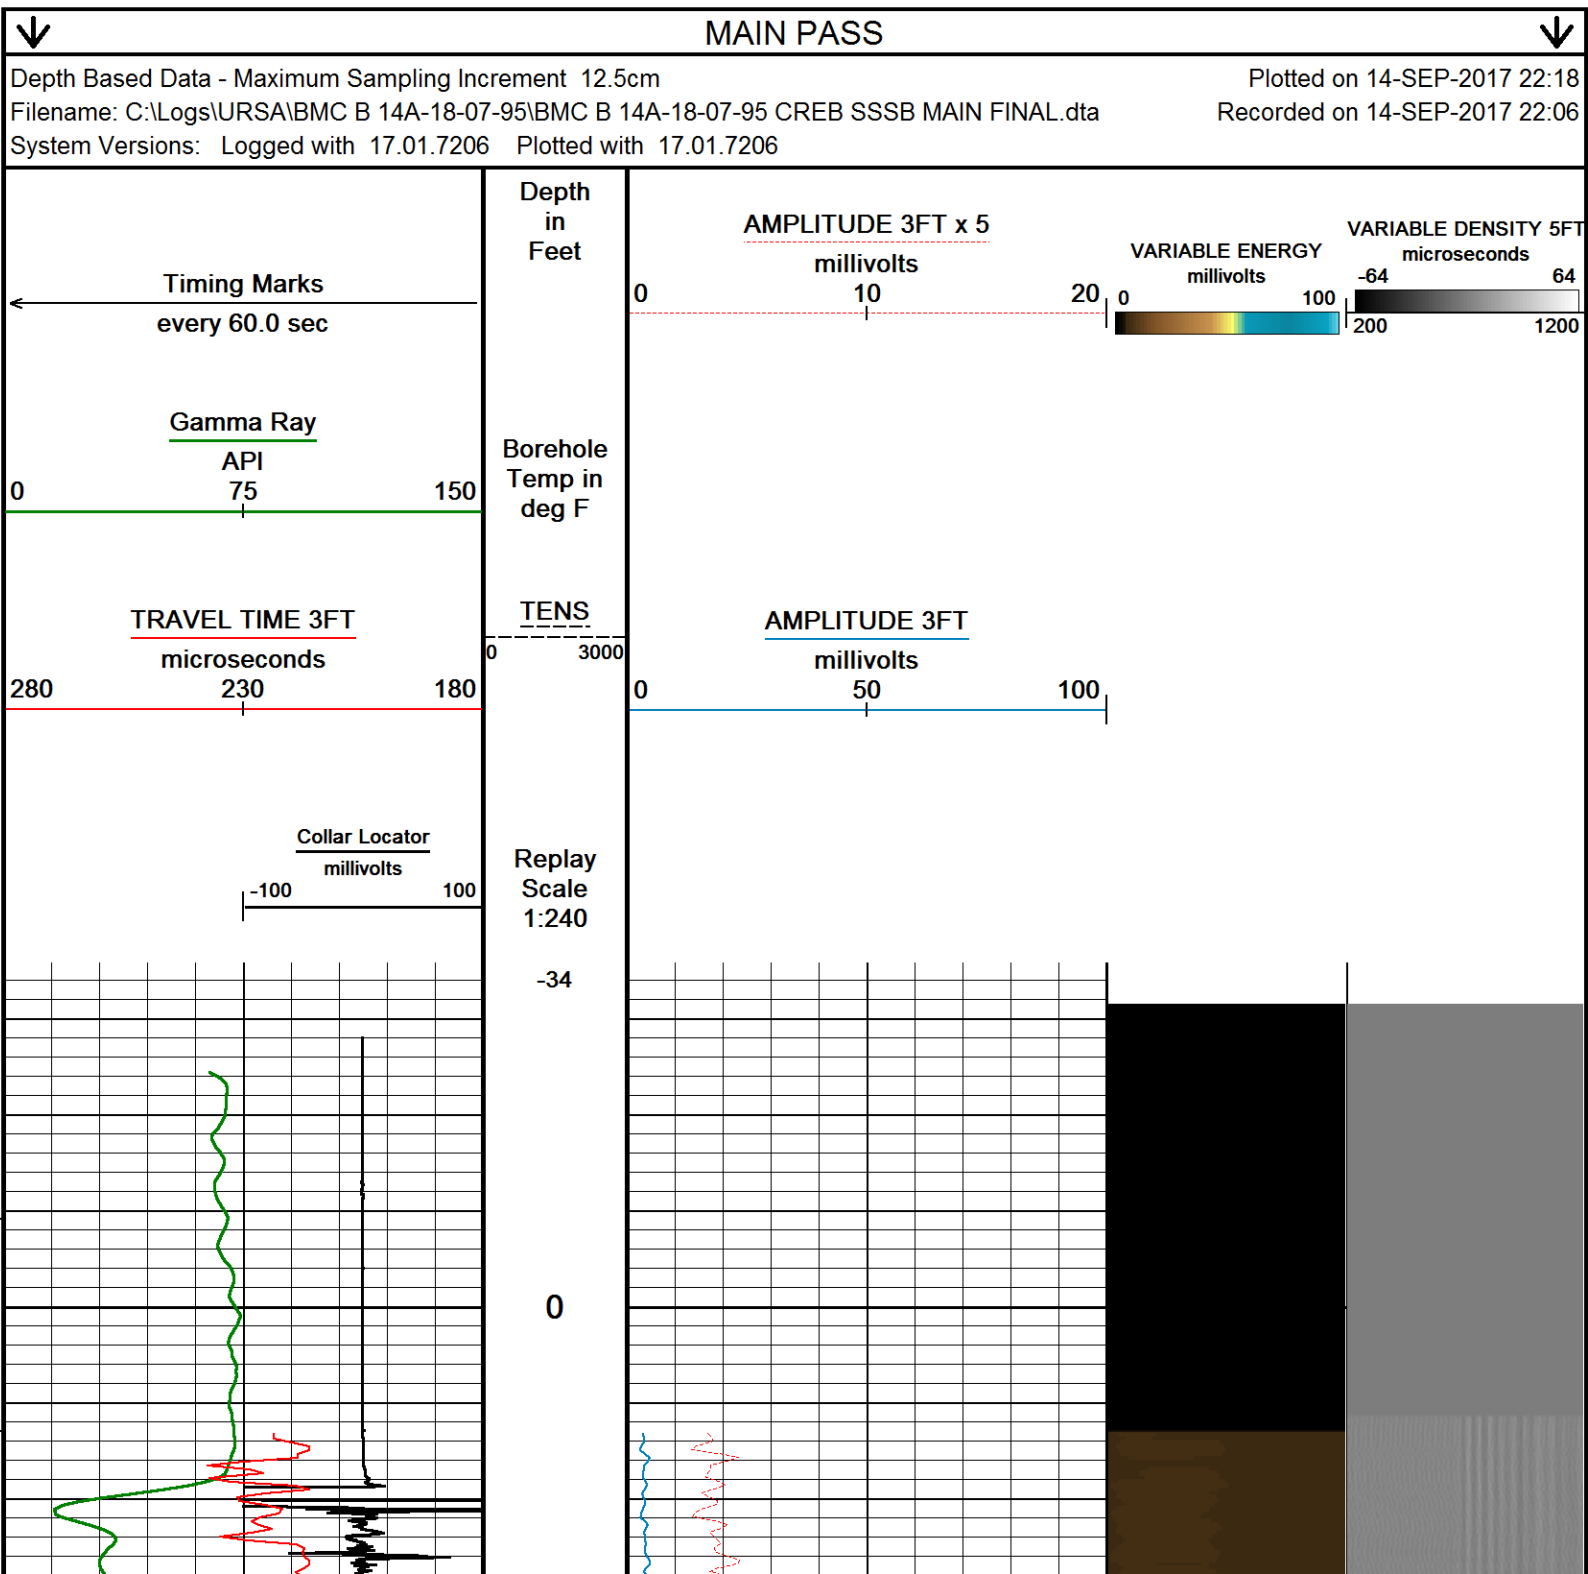 MAIN PASS
Depth Based Data - Maximum Sampling Increment 12.5cm
Plotted on 14-SEP-2017 22:18
Filename: C:\Logs\URSA\BMC B 14A-18-07-95\BMC B 14A-18-07-95 CREB SSSB MAIN FINAL.dta
Recorded on 14-SEP-2017 22:06
System Versions: Logged with 17.01.7206 Plotted with 17.01.7206
Timing Marks
every 60.0 sec
Gamma Ray
API
0 75 150
TRAVEL TIME 3FT
microseconds
280 230 180
Collar Locator
millivolts
-100 100
Depth
in
Feet
Borehole
Temp in
deg F
TENS
0 3000
Replay
Scale
1:240
-34
0
AMPLITUDE 3FT x 5
millivolts
0 10 20
AMPLITUDE 3FT
millivolts
0 50 100
VARIABLE ENERGY
millivolts
0 100
VARIABLE DENSITY 5FT
microseconds
-64 64
200 1200